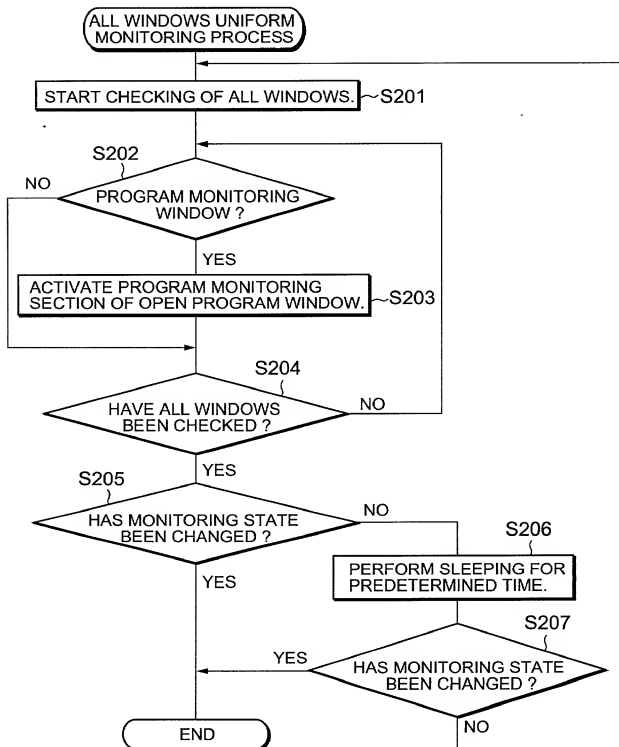 ALL WINDOWS UNIFORM
MONITORING PROCESS
START CHECKING OF ALL WINDOWS.
S201
S202
NO
PROGRAM MONITORING
WINDOW ?
YES
ACTIVATE PROGRAM MONITORING
SECTION OF OPEN PROGRAM WINDOW.
S203
S204
HAVE ALL WINDOWS
BEEN CHECKED ?
NO
YES
S205
HAS MONITORING STATE
BEEN CHANGED ?
NO
YES
S206
PERFORM SLEEPING FOR
PREDETERMINED TIME.
S207
YES
HAS MONITORING STATE
BEEN CHANGED ?
NO
END